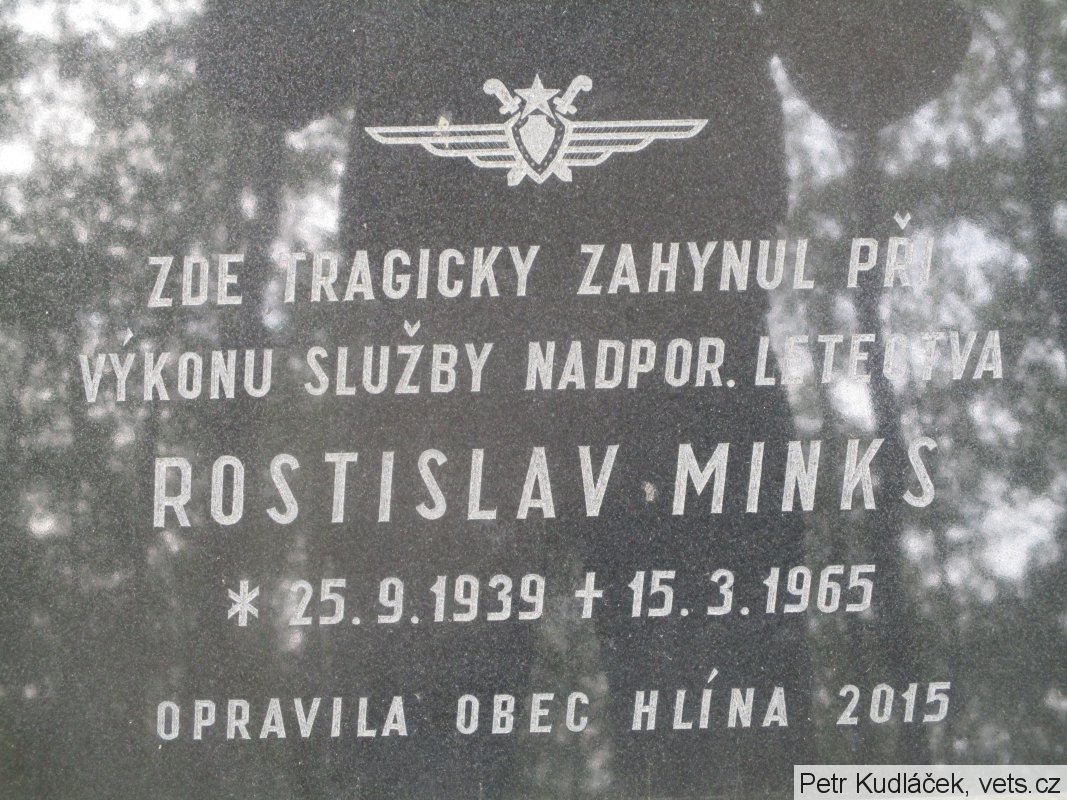 ZDE TRAGICKY ZAHYNUL PŘI
VÝKONU SLUŽBY NADPOR. LETECTVA
ROSTISLAV MINKS
* 25. 9. 1939 + 15. 3. 1965
OPRAVILA OBEC HLÍNA 2015
Petr Kudláček, vets.cz